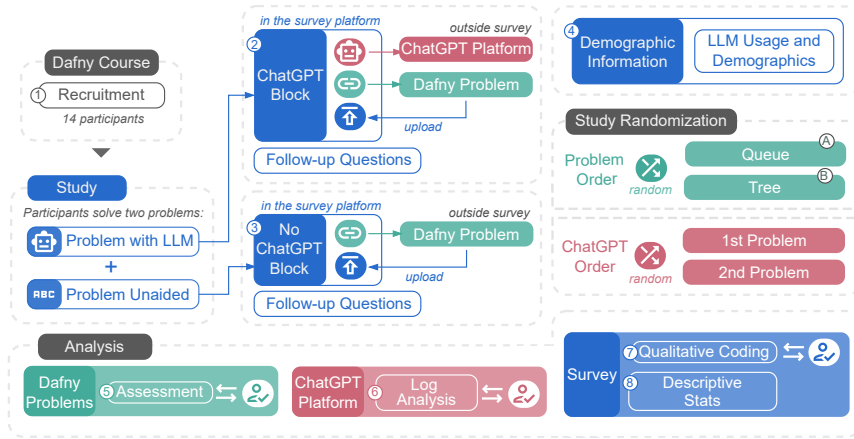 Dafny Course
1 Recruitment
14 participants
Study
Participants solve two problems:
Problem with LLM
+
ABC Problem Unaided
in the survey platform
2
ChatGPT
Block
outside survey
ChatGPT Platform
Dafny Problem
upload
Follow-up Questions
in the survey platform
3
No
ChatGPT
Block
outside survey
Dafny Problem
upload
Follow-up Questions
4
Demographic
Information
LLM Usage and
Demographics
Study Randomization
Problem
Order
random
A
Queue
B
Tree
ChatGPT
Order
random
1st Problem
2nd Problem
Analysis
Dafny
Problems
5 Assessment
ChatGPT
Platform
6 Log
Analysis
Survey
7 Qualitative Coding
8 Descriptive
Stats